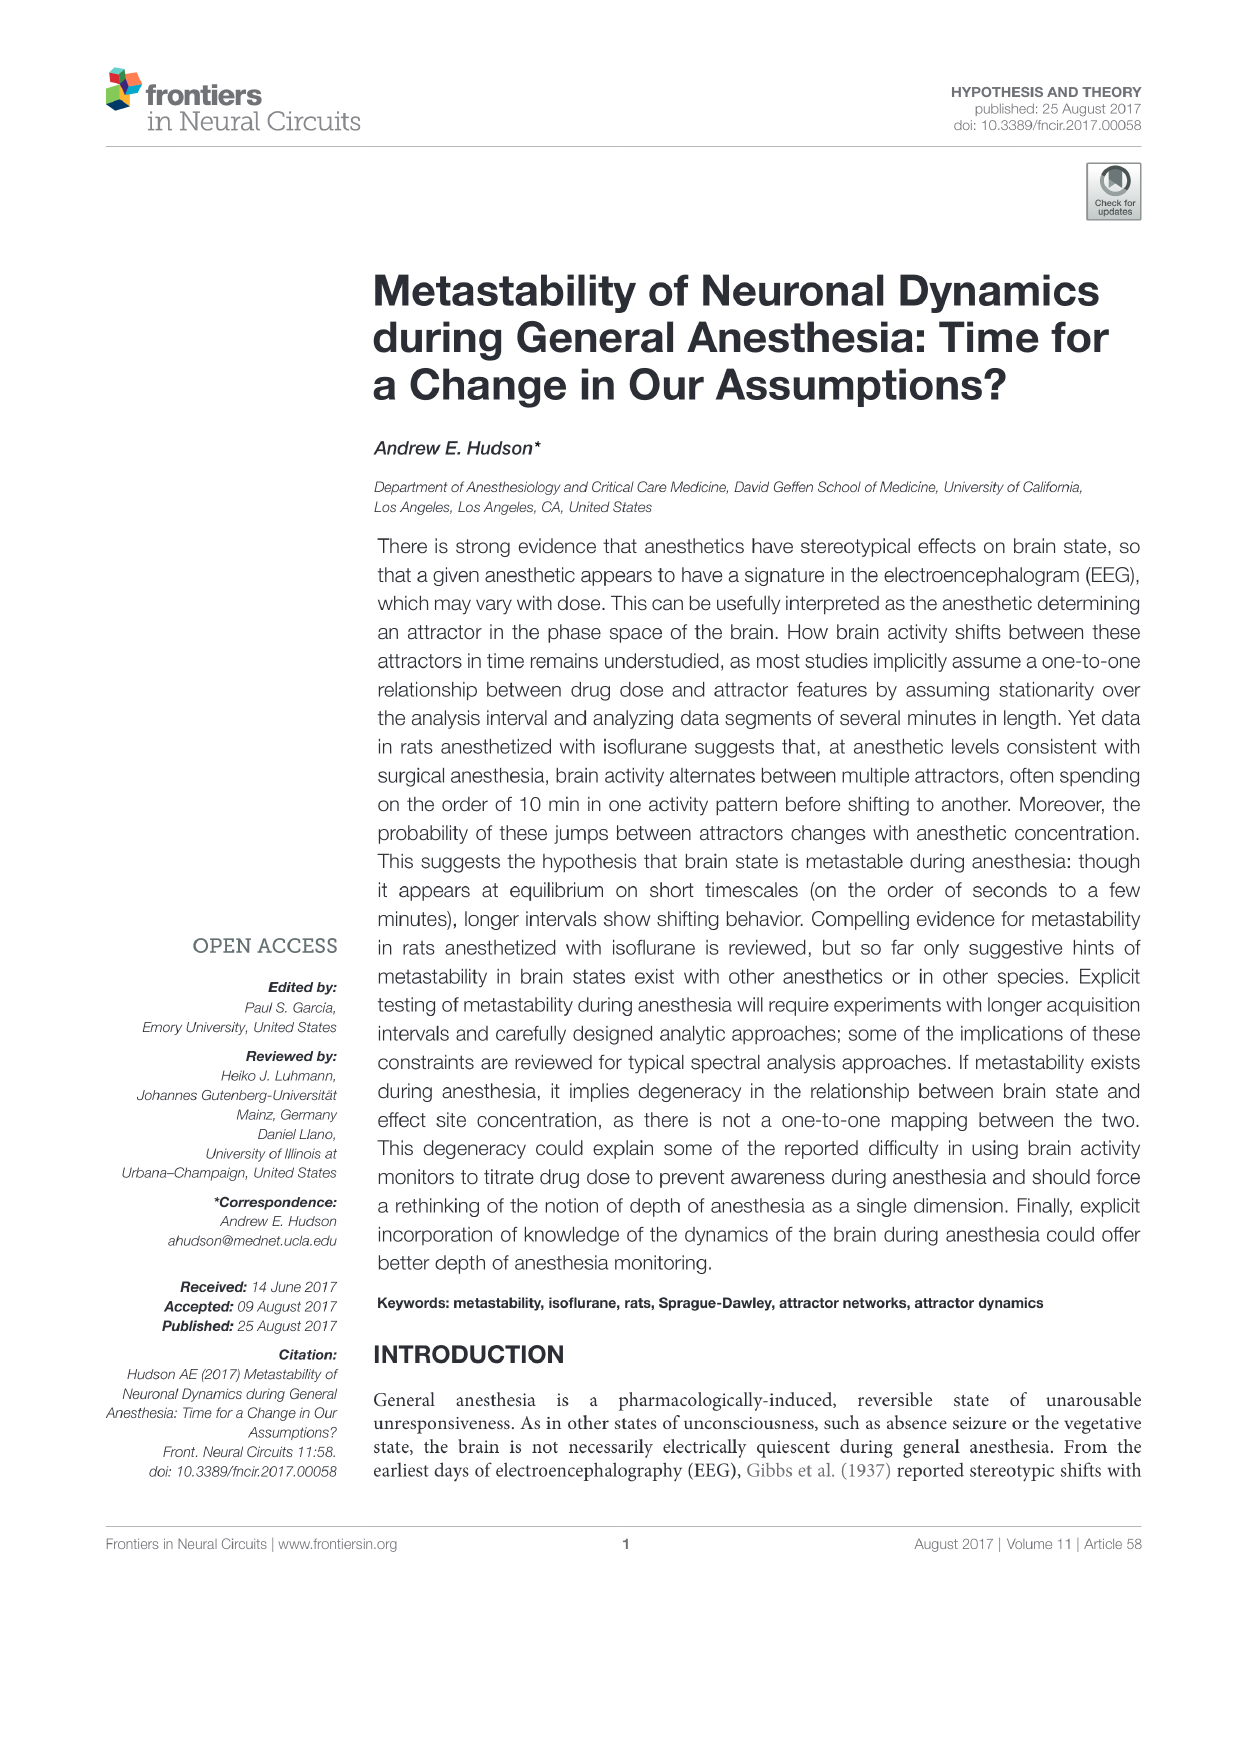 frontiers
in Neural Circuits
HYPOTHESIS AND THEORY
published: 25 August 2017
doi: 10.3389/fncir.2017.00058
Check for
updates
Metastability of Neuronal Dynamics
during General Anesthesia: Time for
a Change in Our Assumptions?
Andrew E. Hudson*
Department of Anesthesiology and Critical Care Medicine, David Geffen School of Medicine, University of California,
Los Angeles, Los Angeles, CA, United States
There is strong evidence that anesthetics have stereotypical effects on brain state, so
that a given anesthetic appears to have a signature in the electroencephalogram (EEG),
which may vary with dose. This can be usefully interpreted as the anesthetic determining
an attractor in the phase space of the brain. How brain activity shifts between these
attractors in time remains understudied, as most studies implicitly assume a one-to-one
relationship between drug dose and attractor features by assuming stationarity over
the analysis interval and analyzing data segments of several minutes in length. Yet data
in rats anesthetized with isoflurane suggests that, at anesthetic levels consistent with
surgical anesthesia, brain activity alternates between multiple attractors, often spending
on the order of 10 min in one activity pattern before shifting to another. Moreover, the
probability of these jumps between attractors changes with anesthetic concentration.
This suggests the hypothesis that brain state is metastable during anesthesia: though
it appears at equilibrium on short timescales (on the order of seconds to a few
minutes), longer intervals show shifting behavior. Compelling evidence for metastability
in rats anesthetized with isoflurane is reviewed, but so far only suggestive hints of
metastability in brain states exist with other anesthetics or in other species. Explicit
testing of metastability during anesthesia will require experiments with longer acquisition
intervals and carefully designed analytic approaches; some of the implications of these
constraints are reviewed for typical spectral analysis approaches. If metastability exists
during anesthesia, it implies degeneracy in the relationship between brain state and
effect site concentration, as there is not a one-to-one mapping between the two.
This degeneracy could explain some of the reported difficulty in using brain activity
monitors to titrate drug dose to prevent awareness during anesthesia and should force
a rethinking of the notion of depth of anesthesia as a single dimension. Finally, explicit
incorporation of knowledge of the dynamics of the brain during anesthesia could offer
better depth of anesthesia monitoring.
Keywords: metastability, isoflurane, rats, Sprague-Dawley, attractor networks, attractor dynamics
OPEN ACCESS
Edited by:
Paul S. García,
Emory University, United States
Reviewed by:
Heiko J. Luhmann,
Johannes Gutenberg-Universität
Mainz, Germany
Daniel Llano,
University of Illinois at
Urbana–Champaign, United States
*Correspondence:
Andrew E. Hudson
ahudson@mednet.ucla.edu
Received: 14 June 2017
Accepted: 09 August 2017
Published: 25 August 2017
Citation:
Hudson AE (2017) Metastability of
Neuronal Dynamics during General
Anesthesia: Time for a Change in Our
Assumptions?
Front. Neural Circuits 11:58.
doi: 10.3389/fncir.2017.00058
INTRODUCTION
General anesthesia is a pharmacologically-induced, reversible state of unarousable
unresponsiveness. As in other states of unconsciousness, such as absence seizure or the vegetative
state, the brain is not necessarily electrically quiescent during general anesthesia. From the
earliest days of electroencephalography (EEG), Gibbs et al. (1937) reported stereotypic shifts with
Frontiers in Neural Circuits | www.frontiersin.org
1
August 2017 | Volume 11 | Article 58